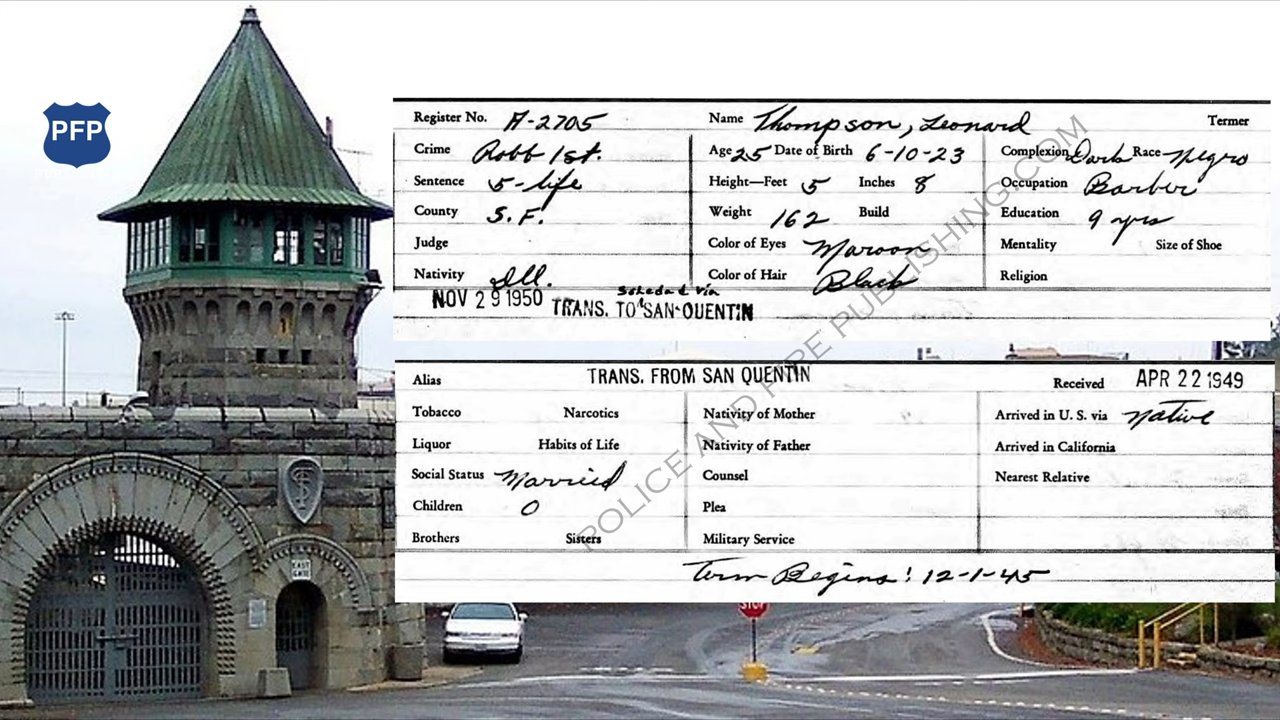 PFP
Register No. A-2705 Name Thompson, Leonard Termer
Crime Robb 1st. Age 25 Date of Birth 6-10-23 Complexion Dark Race Negro
Sentence 5-life Height—Feet 5 Inches 8 Occupation Barber
County S.F. Weight 162 Build Education 9 yrs
Judge Color of Eyes Maroon Mentality Size of Shoe
Nativity Ill. Color of Hair Black Religion
NOV 29 1950 TRANS. TO Soledad via SAN QUENTIN
Alias TRANS. FROM SAN QUENTIN Received APR 22 1949
Tobacco Narcotics Nativity of Mother Arrived in U. S. via Native
Liquor Habits of Life Nativity of Father Arrived in California
Social Status Married Counsel Nearest Relative
Children 0 Plea
Brothers Sisters Military Service
Term Begins: 12-1-45
POLICE AND FIRE PUBLISHING.COM
EAST GATE
STOP